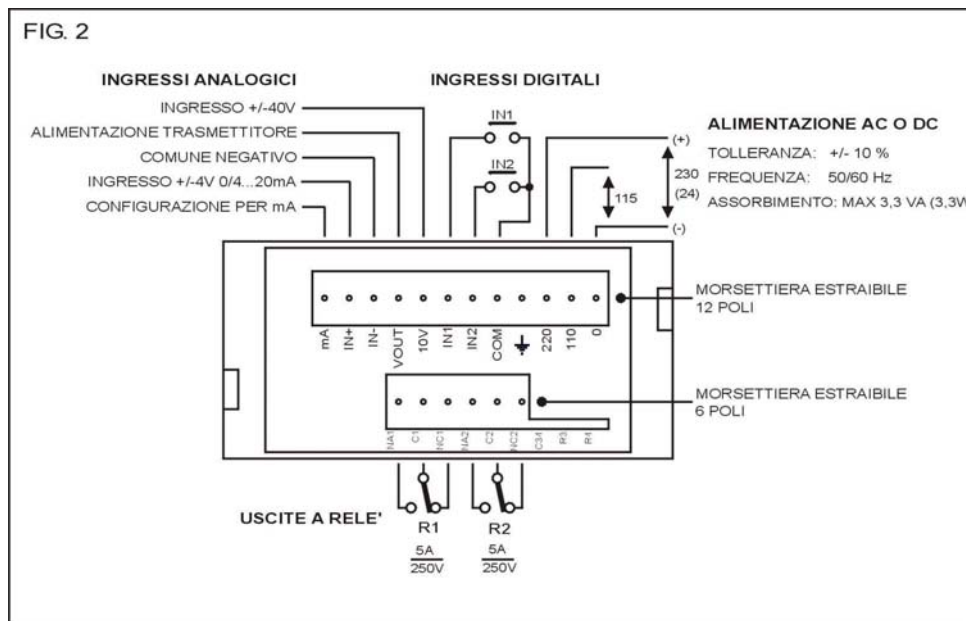 FIG. 2
INGRESSI ANALOGICI
INGRESSO +/-40V
ALIMENTAZIONE TRASMETTITORE
COMUNE NEGATIVO
INGRESSO +/-4V 0/4...20mA
CONFIGURAZIONE PER mA
INGRESSI DIGITALI
IN1
IN2
115
(+)
230
(24)
(-)
ALIMENTAZIONE AC O DC
TOLLERANZA: +/- 10 %
FREQUENZA: 50/60 Hz
ASSORBIMENTO: MAX 3,3 VA (3,3W
MORSETTIERA ESTRAIBILE
12 POLI
mA IN+ IN- VOUT 10V IN1 IN2 COM 220 110 0
MORSETTIERA ESTRAIBILE
6 POLI
NA1 C1 NC1 NA2 C2 NC2 C34 R3 R4
USCITE A RELE'
R1
5A
250V
R2
5A
250V